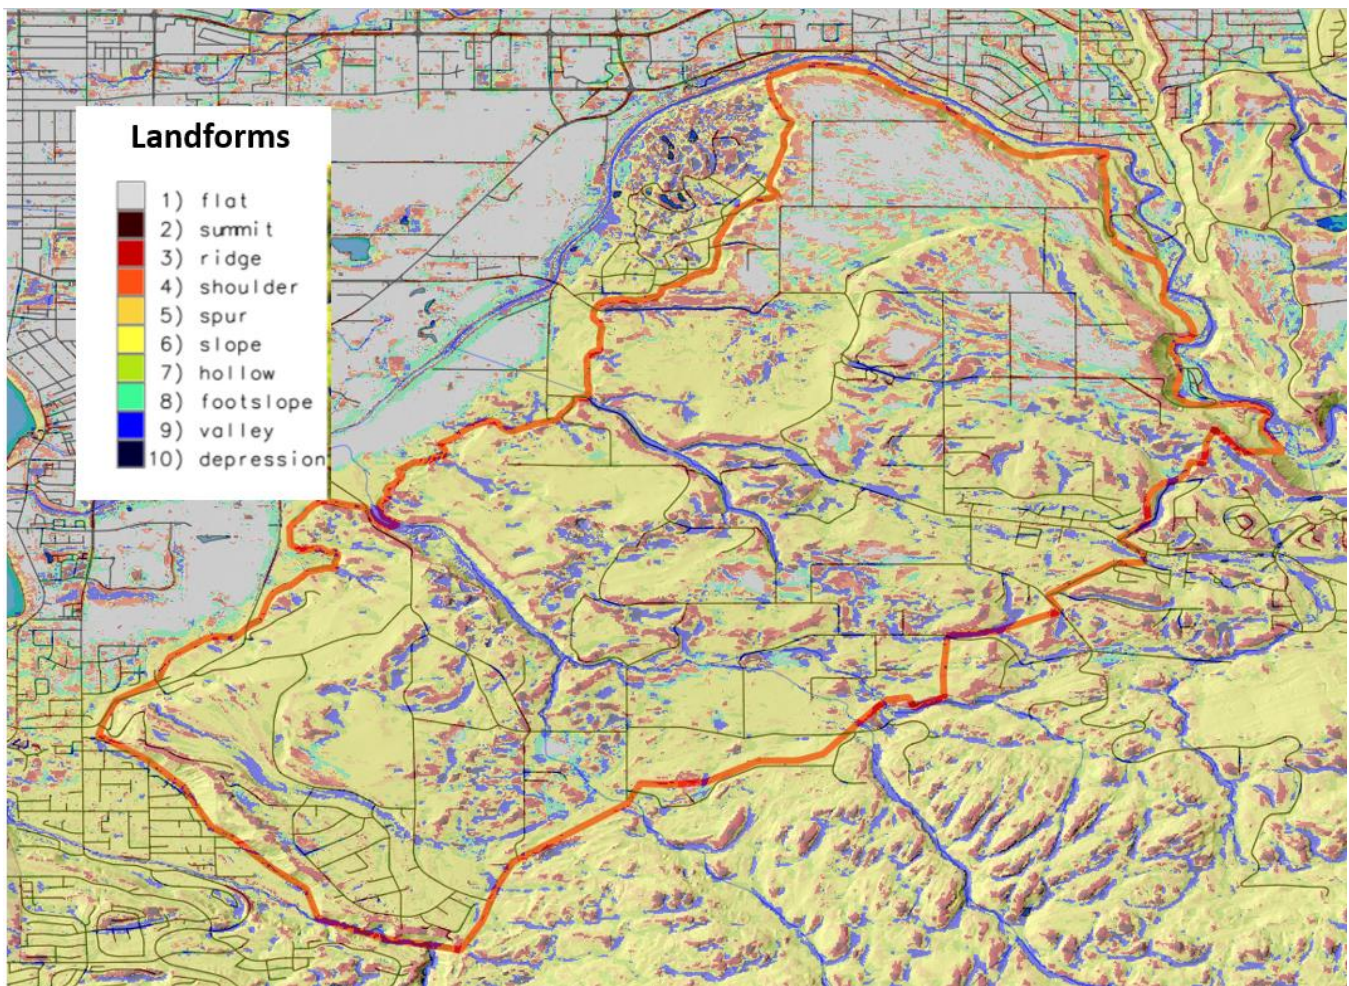 Landforms
1) flat
2) summit
3) ridge
4) shoulder
5) spur
6) slope
7) hollow
8) footslope
9) valley
10) depression